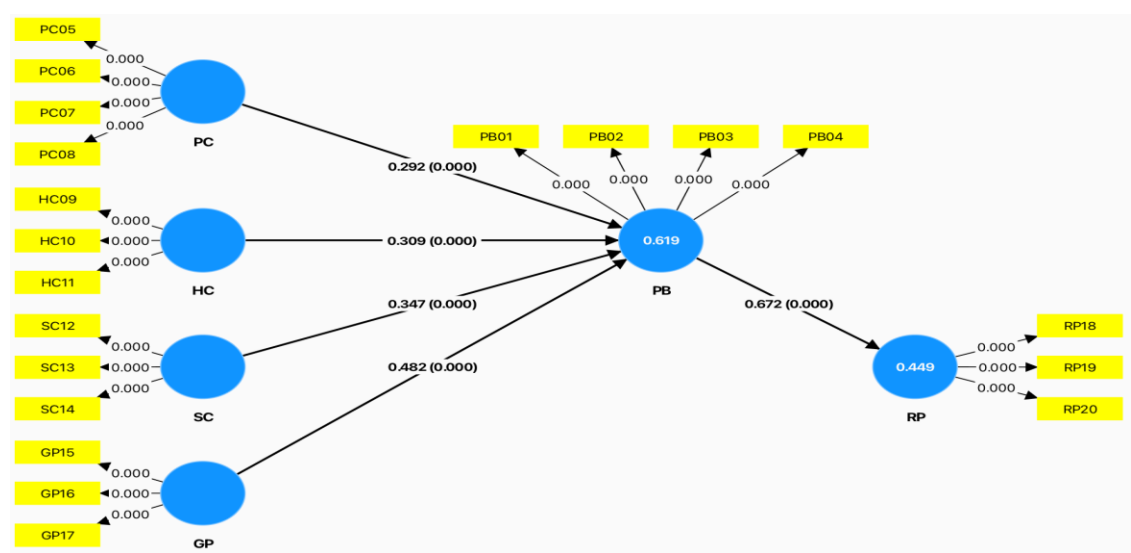 PC05
0.000
PC06
0.000
PC07
0.000
PC08
0.000
PC
0.292 (0.000)
PB01
PB02
PB03
PB04
0.000
0.000
0.000
0.000
HC09
0.000
HC10
0.000
HC11
0.000
HC
0.309 (0.000)
0.619
PB
SC12
0.000
SC13
0.000
SC14
0.000
SC
0.347 (0.000)
0.672 (0.000)
0.482 (0.000)
0.449
RP
RP18
0.000
RP19
0.000
RP20
0.000
GP15
0.000
GP16
0.000
GP17
0.000
GP